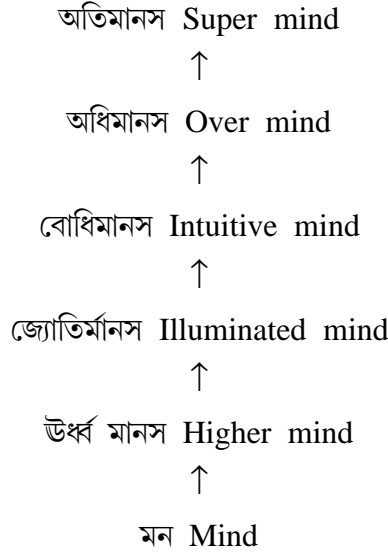 অতিমানস Super mind
↑
অধিমানস Over mind
↑
বোধিমানস Intuitive mind
↑
জ্যোতির্মানস Illuminated mind
↑
ঊর্ধ্ব মানস Higher mind
↑
মন Mind